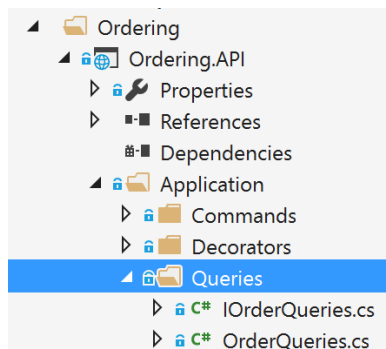 Ordering
Ordering.API
Properties
References
Dependencies
Application
Commands
Decorators
Queries
C# IOrderQueries.cs
C# OrderQueries.cs